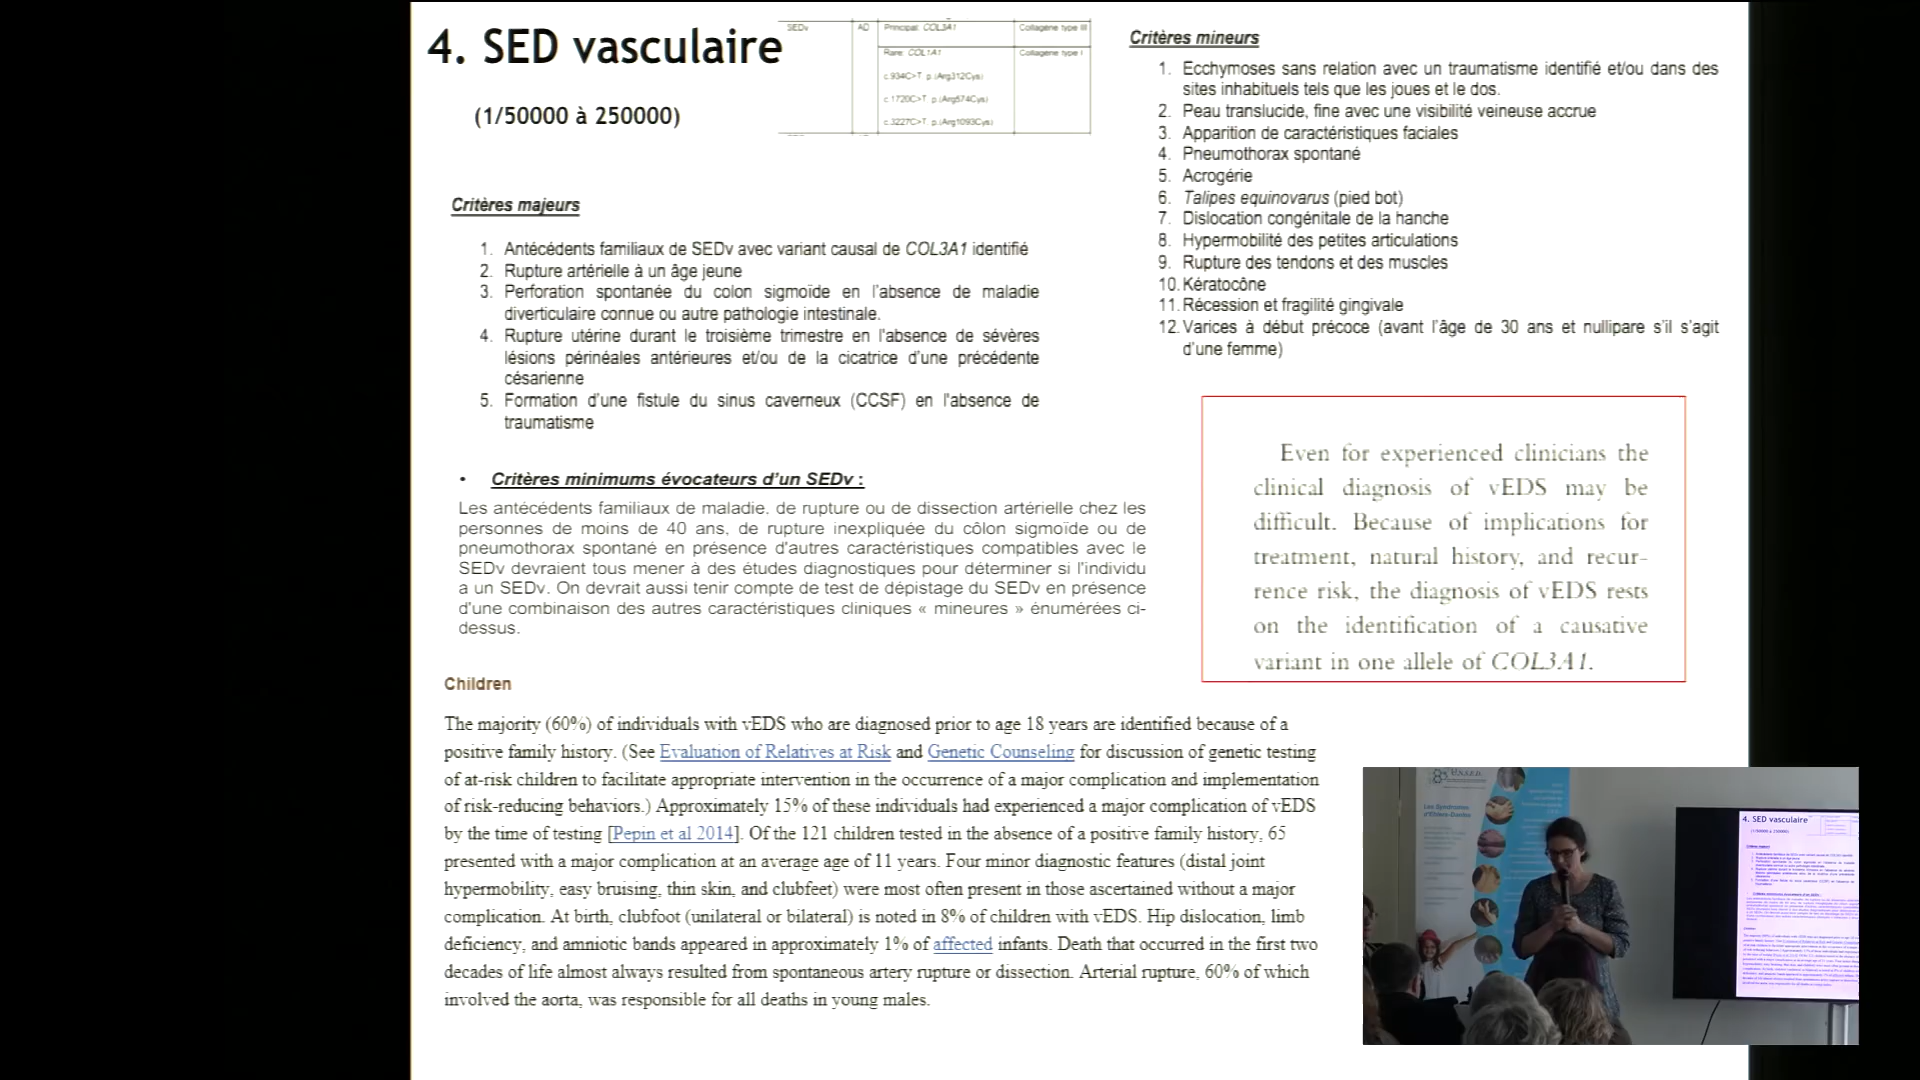 4. SED vasculaire
(1/50000 à 250000)
SEDv AD Principal: COL3A1 Collagène type III
Rare: COL1A1 Collagène type I
c.934C>T p.(Arg312Cys)
c.1720C>T p.(Arg574Cys)
c.3227C>T p.(Arg1093Cys)
Critères majeurs
1. Antécédents familiaux de SEDv avec variant causal de COL3A1 identifié
2. Rupture artérielle à un âge jeune
3. Perforation spontanée du colon sigmoïde en l'absence de maladie
diverticulaire connue ou autre pathologie intestinale.
4. Rupture utérine durant le troisième trimestre en l'absence de sévères
lésions périnéales antérieures et/ou de la cicatrice d'une précédente
césarienne
5. Formation d'une fistule du sinus caverneux (CCSF) en l'absence de
traumatisme
• Critères minimums évocateurs d'un SEDv :
Les antécédents familiaux de maladie, de rupture ou de dissection artérielle chez les
personnes de moins de 40 ans, de rupture inexpliquée du côlon sigmoïde ou de
pneumothorax spontané en présence d'autres caractéristiques compatibles avec le
SEDv devraient tous mener à des études diagnostiques pour déterminer si l'individu
a un SEDv. On devrait aussi tenir compte de test de dépistage du SEDv en présence
d'une combinaison des autres caractéristiques cliniques « mineures » énumérées ci-
dessus.
Critères mineurs
1. Ecchymoses sans relation avec un traumatisme identifié et/ou dans des
sites inhabituels tels que les joues et le dos.
2. Peau translucide, fine avec une visibilité veineuse accrue
3. Apparition de caractéristiques faciales
4. Pneumothorax spontané
5. Acrogérie
6. Talipes equinovarus (pied bot)
7. Dislocation congénitale de la hanche
8. Hypermobilité des petites articulations
9. Rupture des tendons et des muscles
10. Kératocône
11. Récession et fragilité gingivale
12. Varices à début précoce (avant l'âge de 30 ans et nullipare s'il s'agit
d'une femme)
Even for experienced clinicians the
clinical diagnosis of vEDS may be
difficult. Because of implications for
treatment, natural history, and recur-
rence risk, the diagnosis of vEDS rests
on the identification of a causative
variant in one allele of COL3A1.
Children
The majority (60%) of individuals with vEDS who are diagnosed prior to age 18 years are identified because of a
positive family history. (See Evaluation of Relatives at Risk and Genetic Counseling for discussion of genetic testing
of at-risk children to facilitate appropriate intervention in the occurrence of a major complication and implementation
of risk-reducing behaviors.) Approximately 15% of these individuals had experienced a major complication of vEDS
by the time of testing [Pepin et al 2014]. Of the 121 children tested in the absence of a positive family history, 65
presented with a major complication at an average age of 11 years. Four minor diagnostic features (distal joint
hypermobility, easy bruising, thin skin, and clubfeet) were most often present in those ascertained without a major
complication. At birth, clubfoot (unilateral or bilateral) is noted in 8% of children with vEDS. Hip dislocation, limb
deficiency, and amniotic bands appeared in approximately 1% of affected infants. Death that occurred in the first two
decades of life almost always resulted from spontaneous artery rupture or dissection. Arterial rupture, 60% of which
involved the aorta, was responsible for all deaths in young males.
Les Syndromes
d'Ehlers-Danlos
4. SED vasculaire
(1/50000 à 250000)